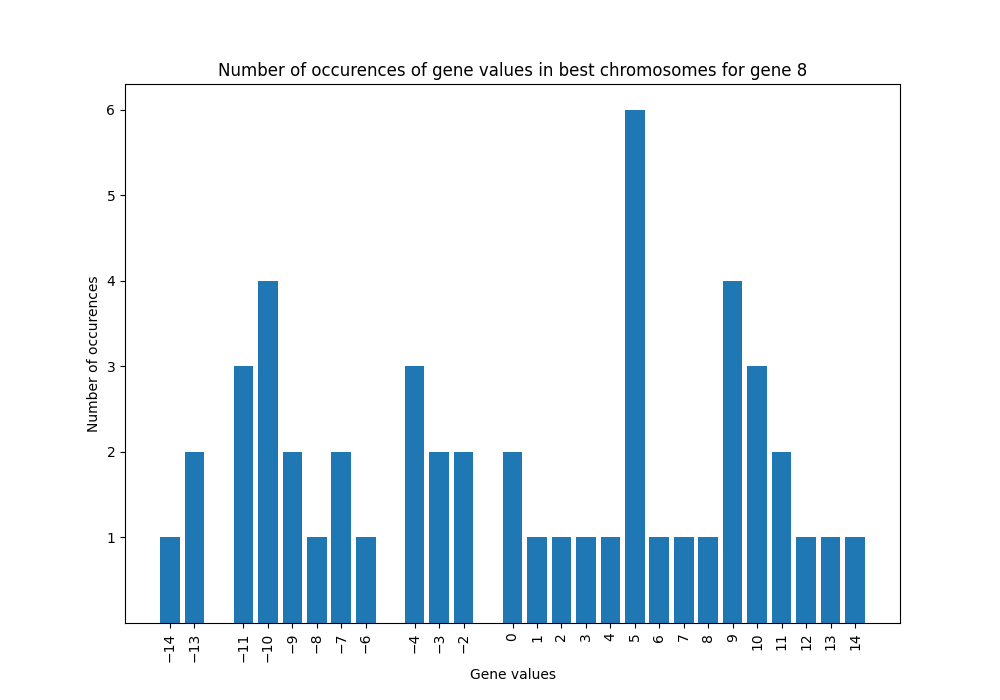 Number of occurences of gene values in best chromosomes for gene 8
Number of occurences
6
5
4
3
2
1
−14 −13 −11 −10 −9 −8 −7 −6 −4 −3 −2 0 1 2 3 4 5 6 7 8 9 10 11 12 13 14
Gene values